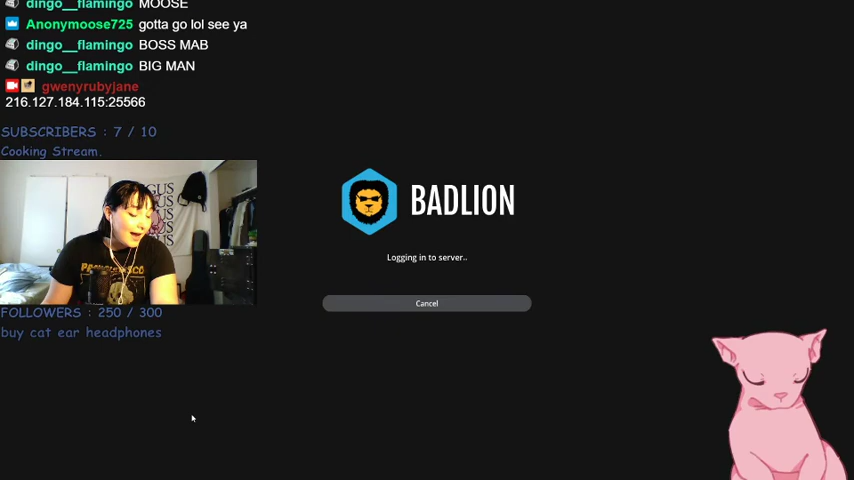 dingo__flamingo MOOSE
Anonymoose725 gotta go lol see ya
dingo__flamingo BOSS MAB
dingo__flamingo BIG MAN
gwenyrubyjane
216.127.184.115:25566
SUBSCRIBERS : 7 / 10
Cooking Stream.
BADLION
Logging in to server..
Cancel
FOLLOWERS : 250 / 300
buy cat ear headphones